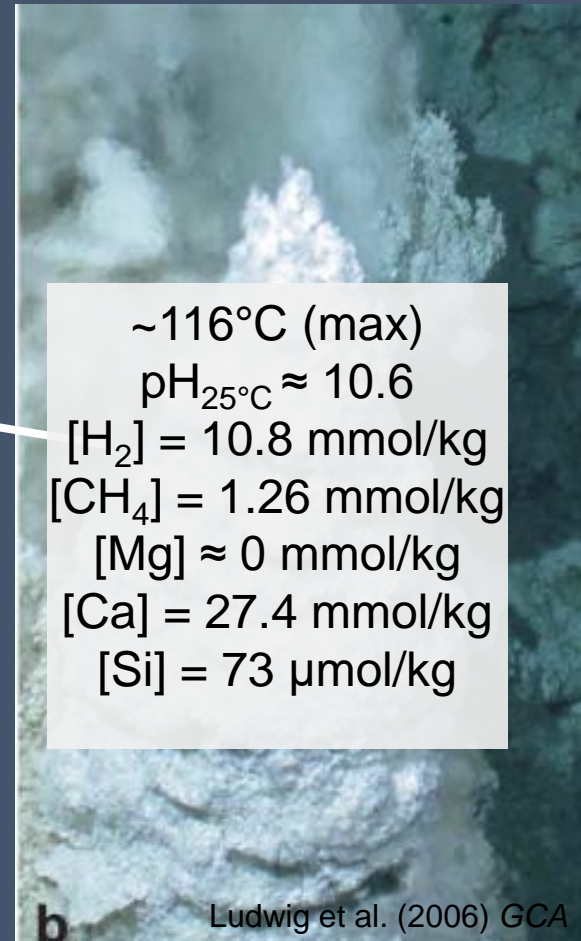 ~116°C (max)
pH₂₅°C ≈ 10.6
[H₂] = 10.8 mmol/kg
[CH₄] = 1.26 mmol/kg
[Mg] ≈ 0 mmol/kg
[Ca] = 27.4 mmol/kg
[Si] = 73 μmol/kg
b
Ludwig et al. (2006) GCA